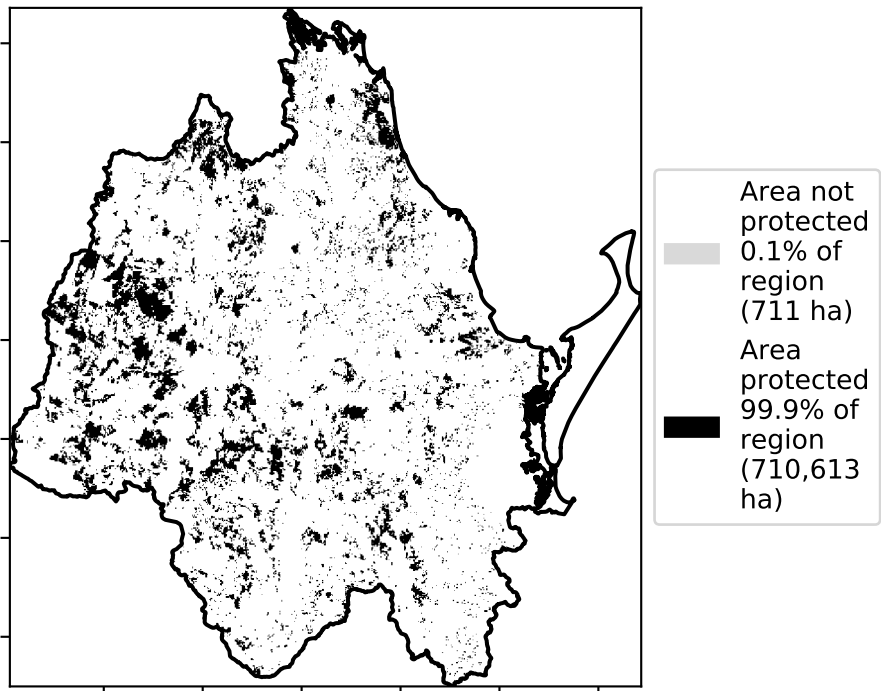 Area not
protected
0.1% of
region
(711 ha)
Area
protected
99.9% of
region
(710,613
ha)